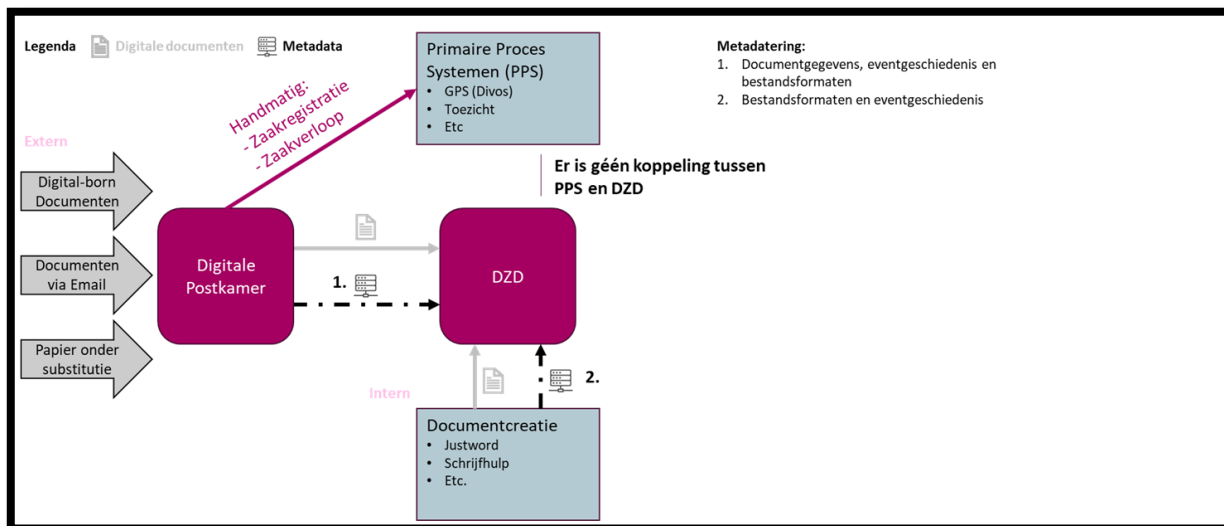 Legenda
Digitale documenten
Metadata
Primaire Proces
Systemen (PPS)
• GPS (Divos)
• Toezicht
• Etc
Metadatering:
1. Documentgegevens, eventgeschiedenis en
bestandsformaten
2. Bestandsformaten en eventgeschiedenis
Handmatig:
- Zaakregistratie
- Zaakverloop
Extern
Er is géén koppeling tussen
PPS en DZD
Digital-born
Documenten
Documenten
via Email
Papier onder
substitutie
Digitale
Postkamer
1.
DZD
2.
Intern
Documentcreatie
• Justword
• Schrijfhulp
• Etc.